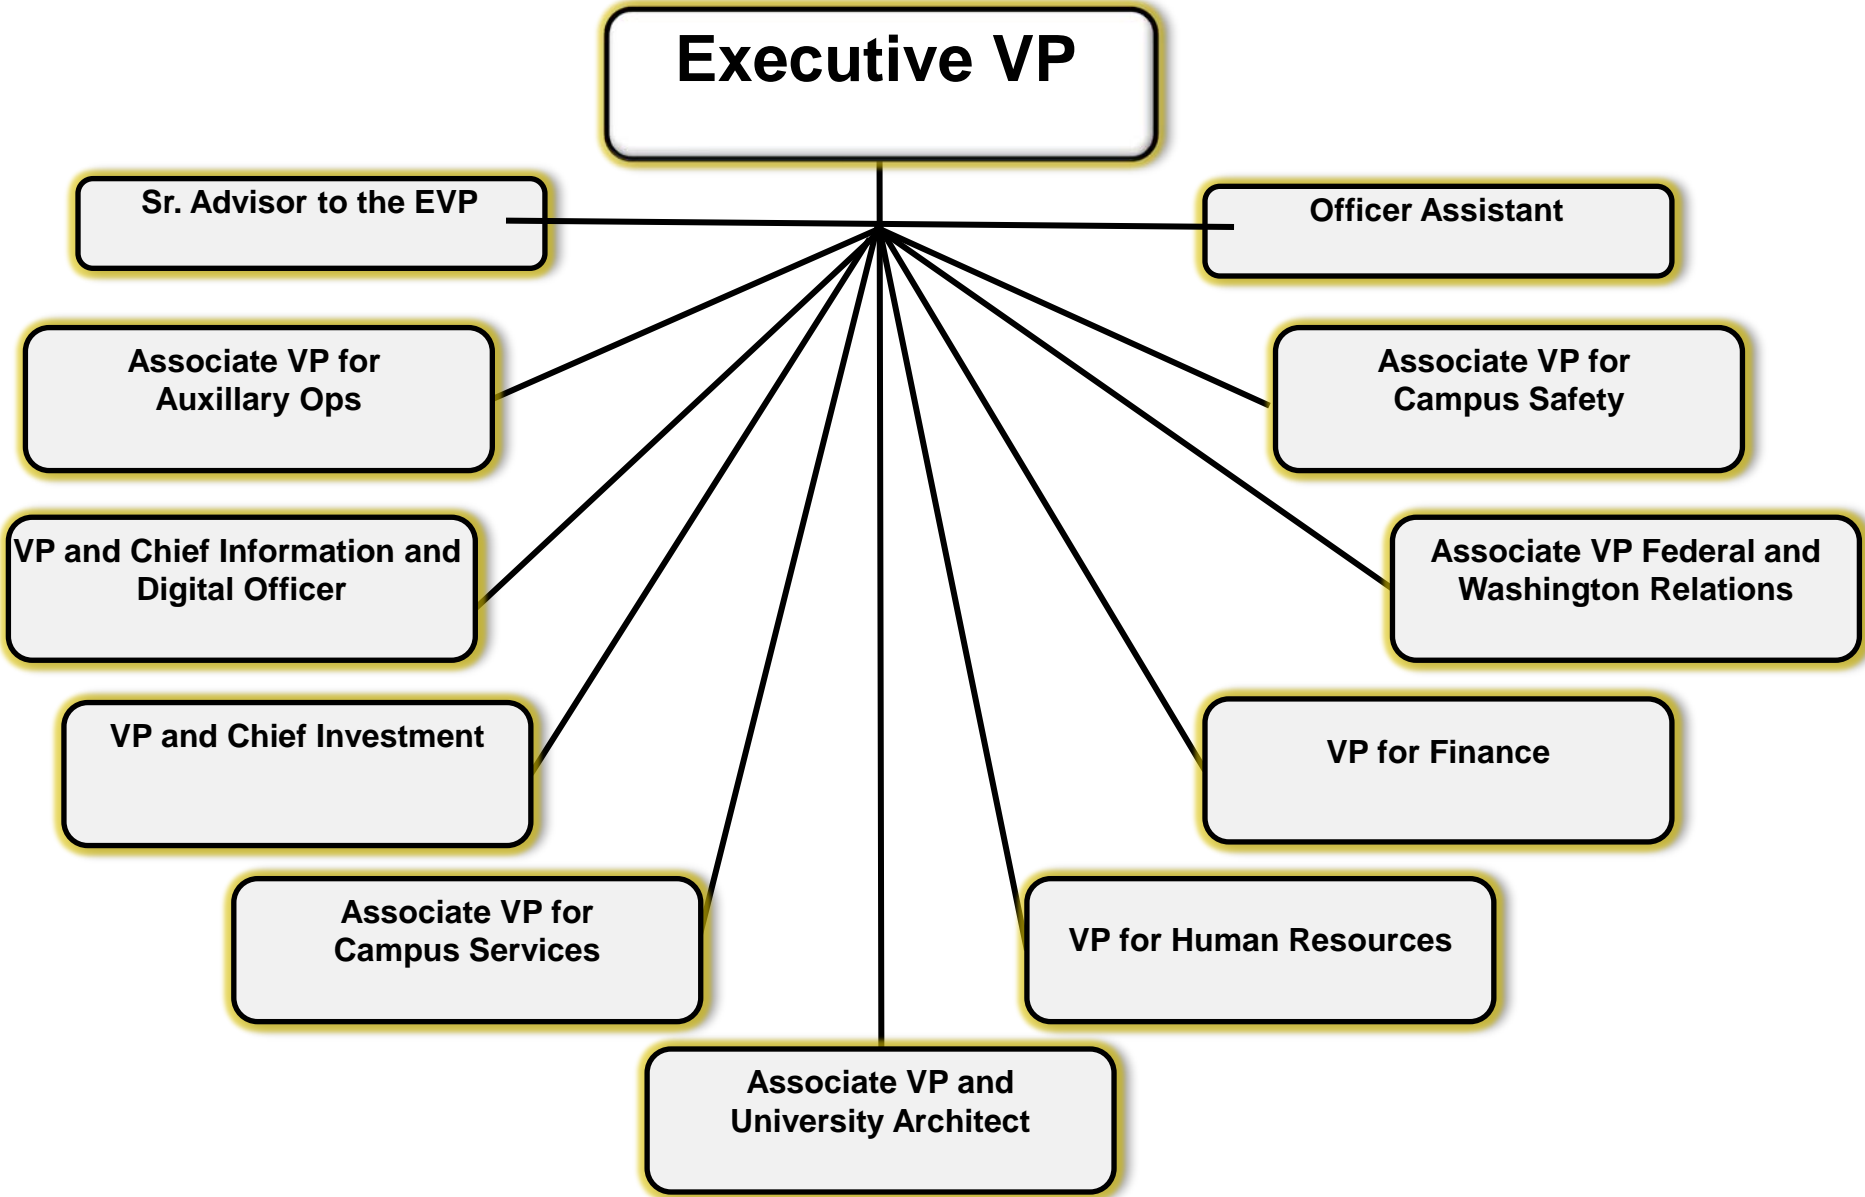 Executive VP
Sr. Advisor to the EVP
Officer Assistant
Associate VP for
Auxillary Ops
Associate VP for
Campus Safety
VP and Chief Information and
Digital Officer
Associate VP Federal and
Washington Relations
VP and Chief Investment
VP for Finance
Associate VP for
Campus Services
VP for Human Resources
Associate VP and
University Architect